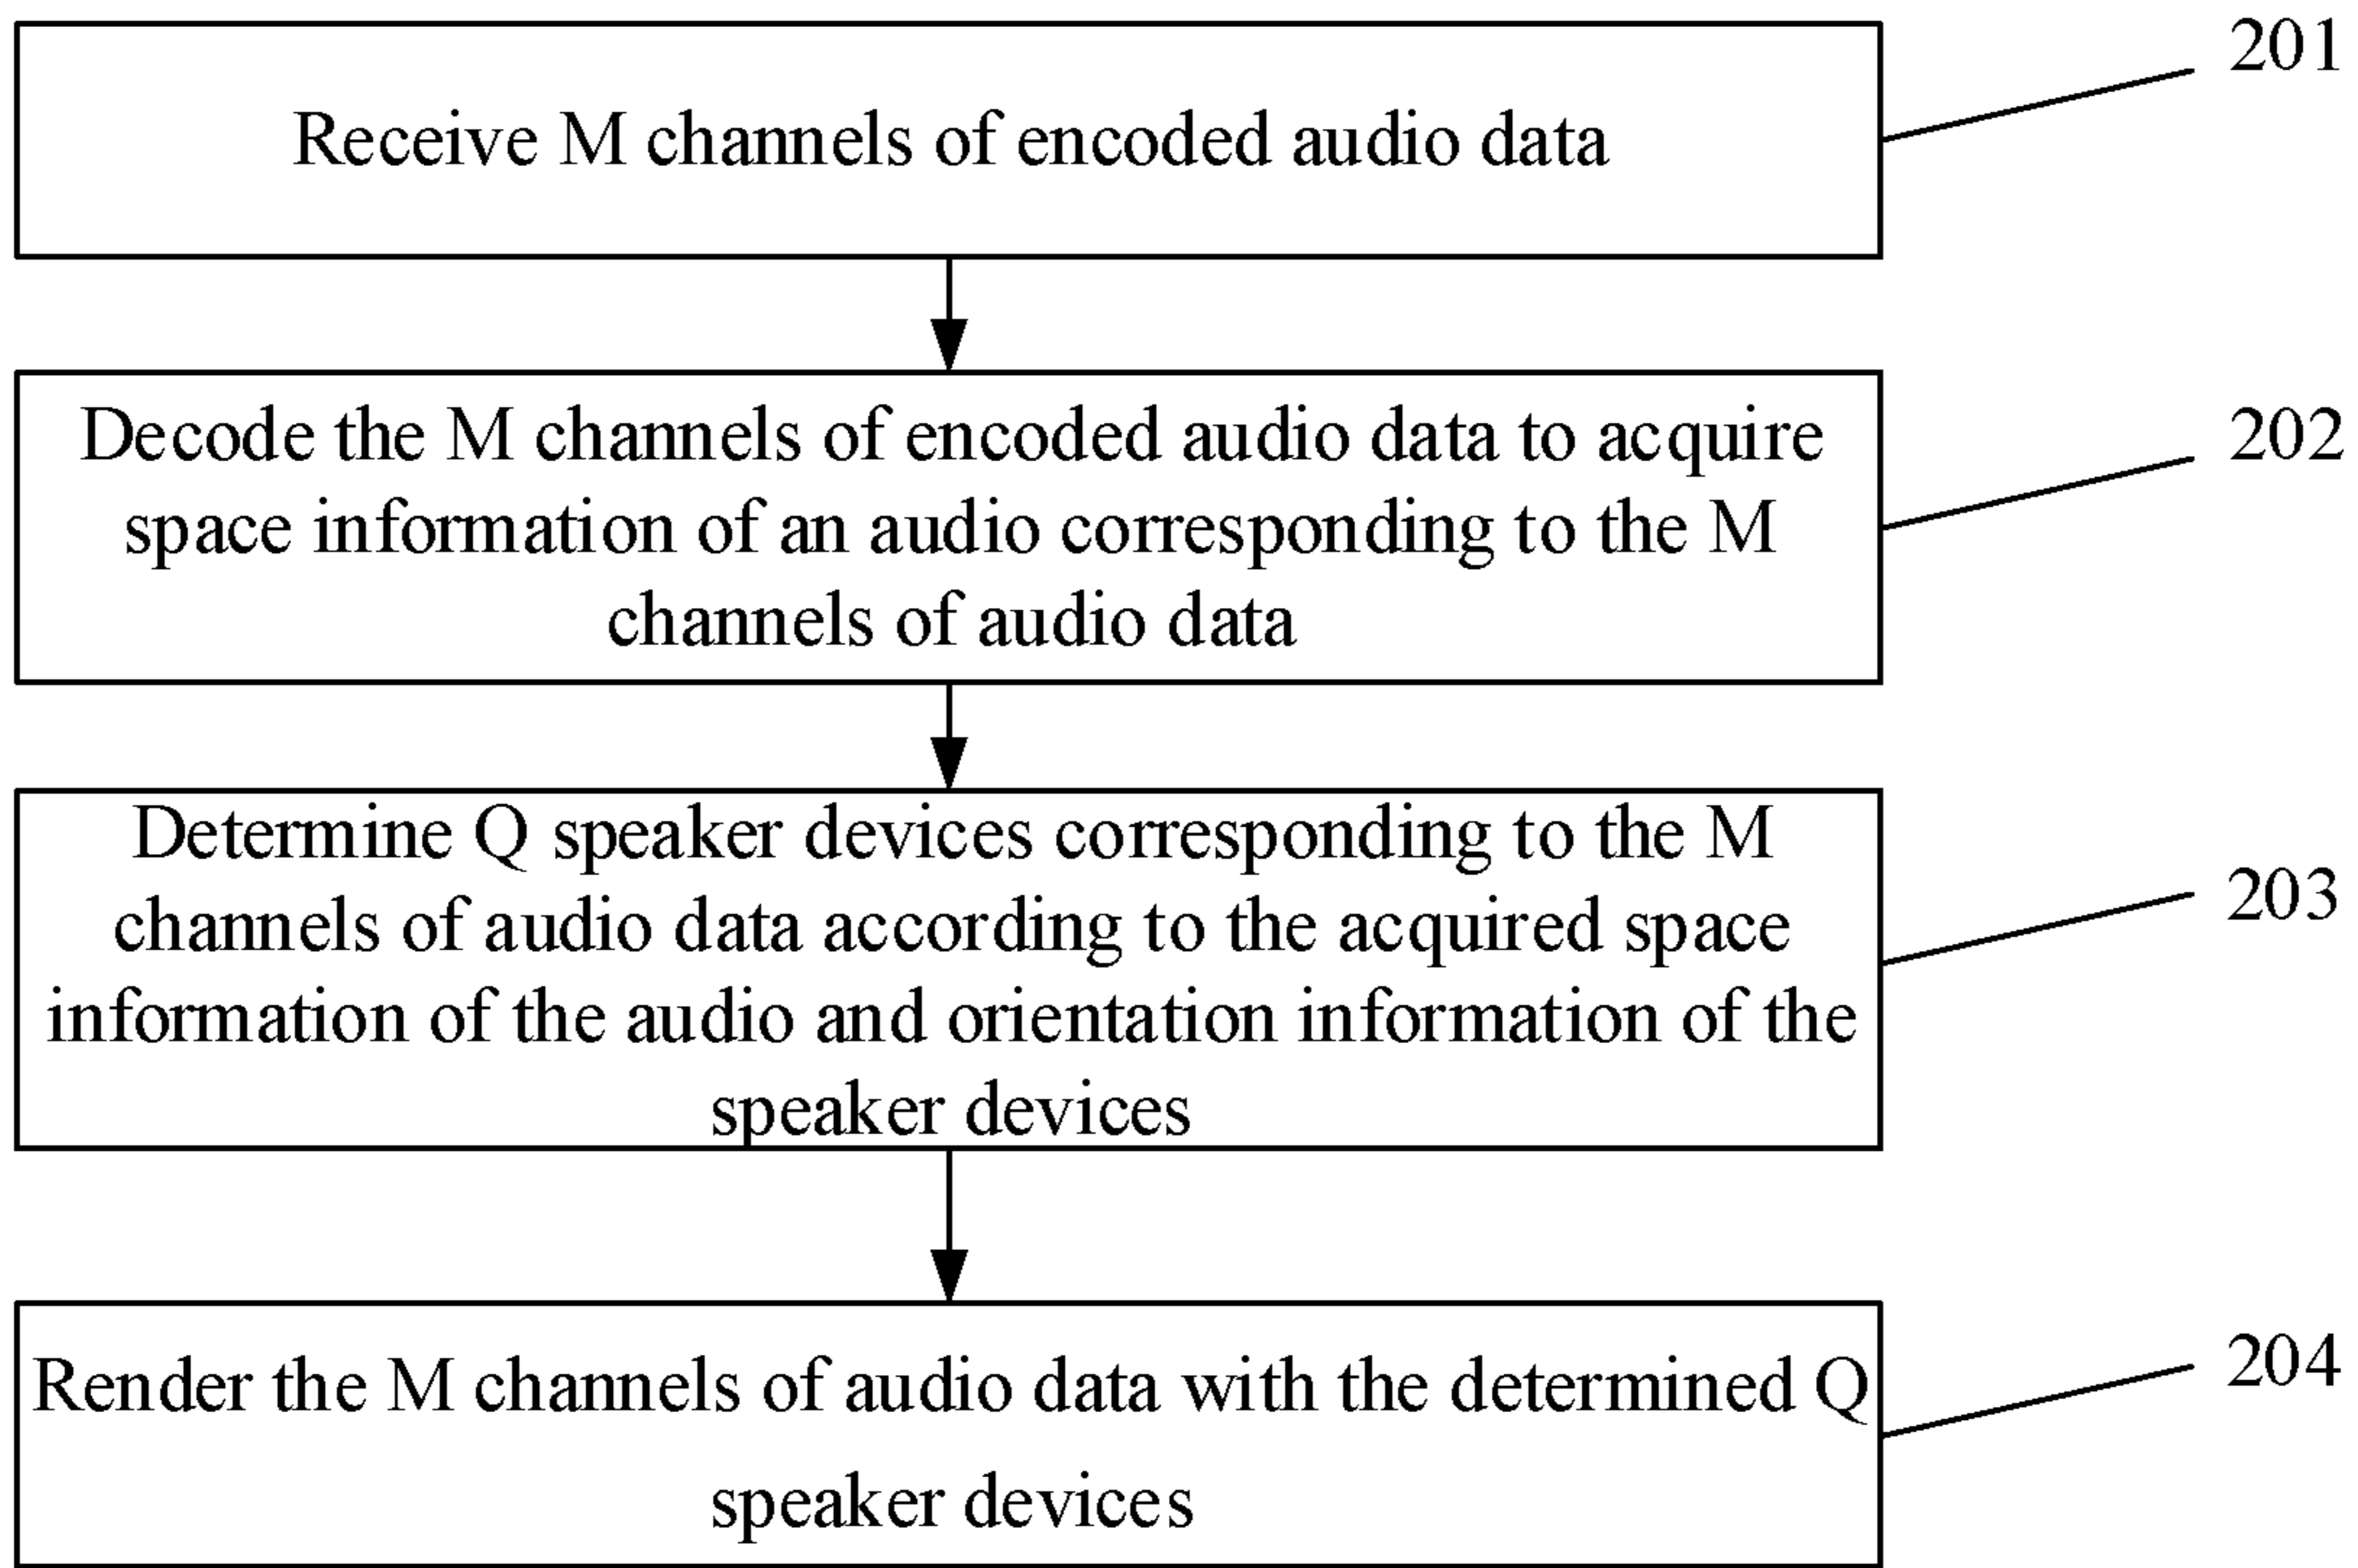 Receive M channels of encoded audio data
201
Decode the M channels of encoded audio data to acquire
space information of an audio corresponding to the M
channels of audio data
202
Determine Q speaker devices corresponding to the M
channels of audio data according to the acquired space
information of the audio and orientation information of the
speaker devices
203
Render the M channels of audio data with the determined Q
speaker devices
204